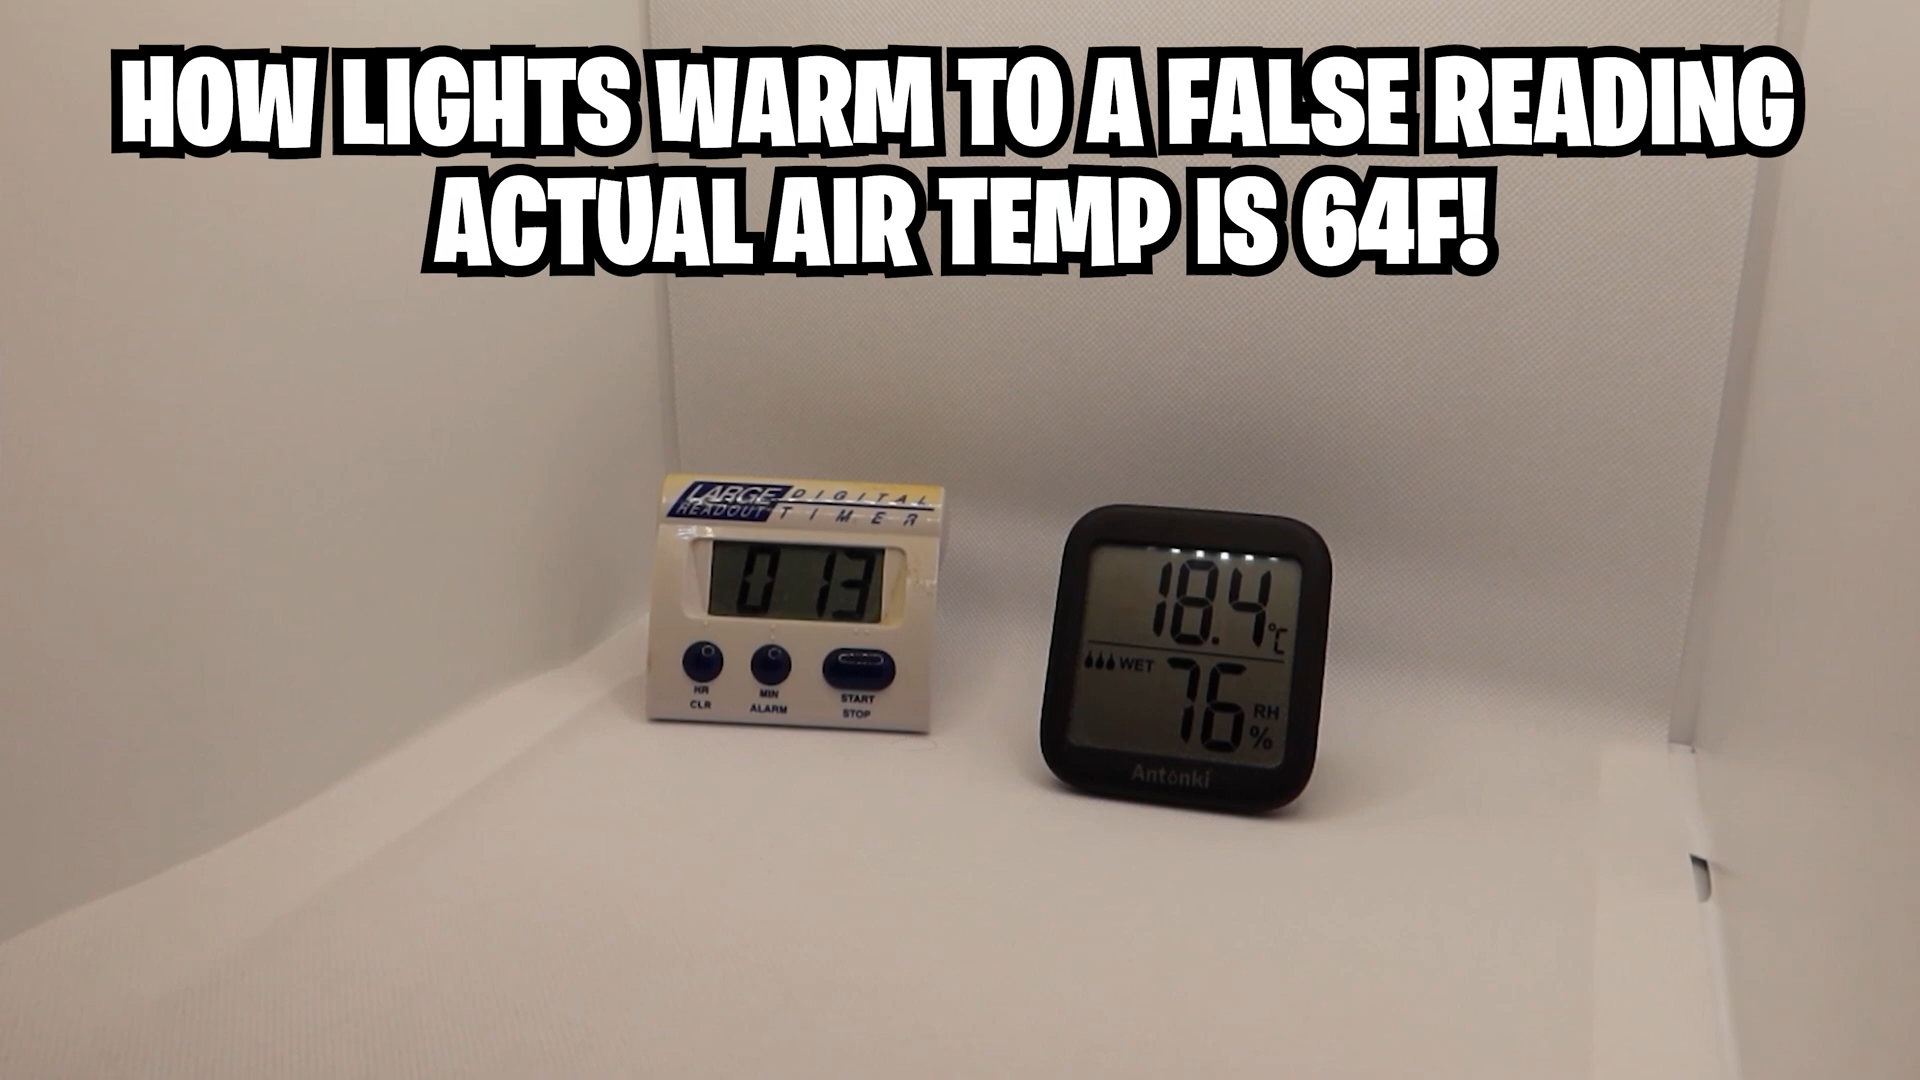 HOW LIGHTS WARM TO A FALSE READING
ACTUAL AIR TEMP IS 64F!
LARGE DIGITAL
READOUT TIMER
0 13
HR MIN START
CLR ALARM STOP
18.4 °C
WET 76 RH %
Antonki